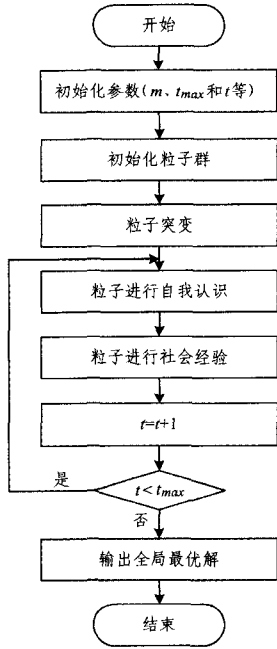 开始
初始化参数(m、tmax和t等)
初始化粒子群
粒子突变
粒子进行自我认识
粒子进行社会经验
t=t+1
是
t<tmax
否
输出全局最优解
结束